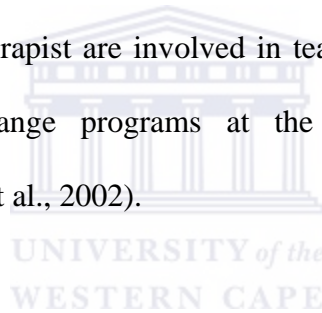 rapist are involved in tea
ange programs at the
t al., 2002).
UNIVERSITY of the
WESTERN CAPE